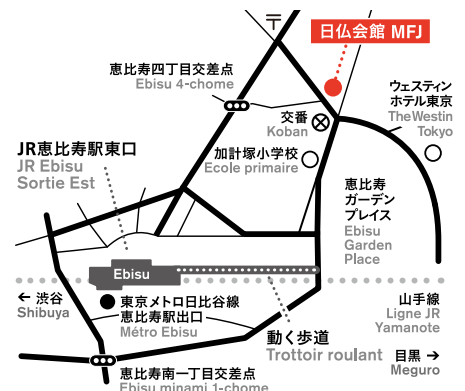 〒
日仏会館 MFJ
恵比寿四丁目交差点
Ebisu 4-chome
ウェスティン
ホテル東京
The Westin
Tokyo
交番
Koban
加計塚小学校
Ecole primaire
JR恵比寿駅東口
JR Ebisu
Sortie Est
恵比寿
ガーデン
プレイス
Ebisu
Garden
Place
Ebisu
← 渋谷
Shibuya
東京メトロ日比谷線
恵比寿駅出口
Métro Ebisu
動く歩道
Trottoir roulant
山手線
Ligne JR
Yamanote
目黒 →
Meguro
恵比寿南一丁目交差点
Ebisu minami 1-chome